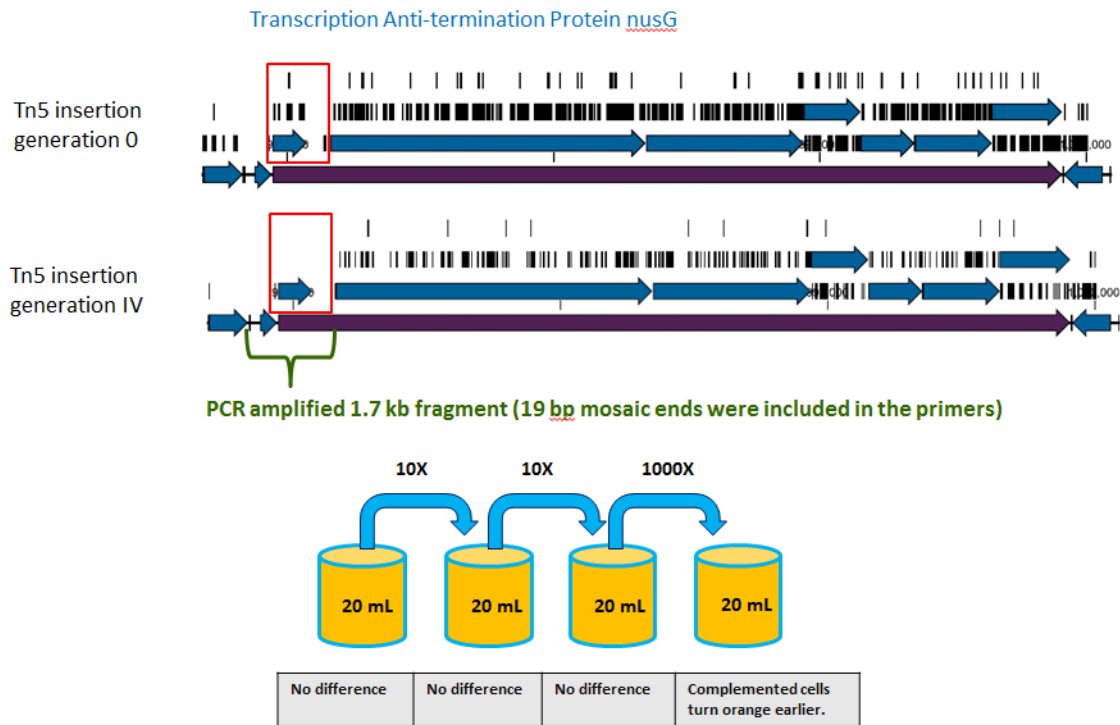 Transcription Anti-termination Protein nusG
Tn5 insertion
generation 0
Tn5 insertion
generation IV
PCR amplified 1.7 kb fragment (19 bp mosaic ends were included in the primers)
10X
10X
1000X
20 mL
20 mL
20 mL
20 mL
No difference
No difference
No difference
Complemented cells
turn orange earlier.